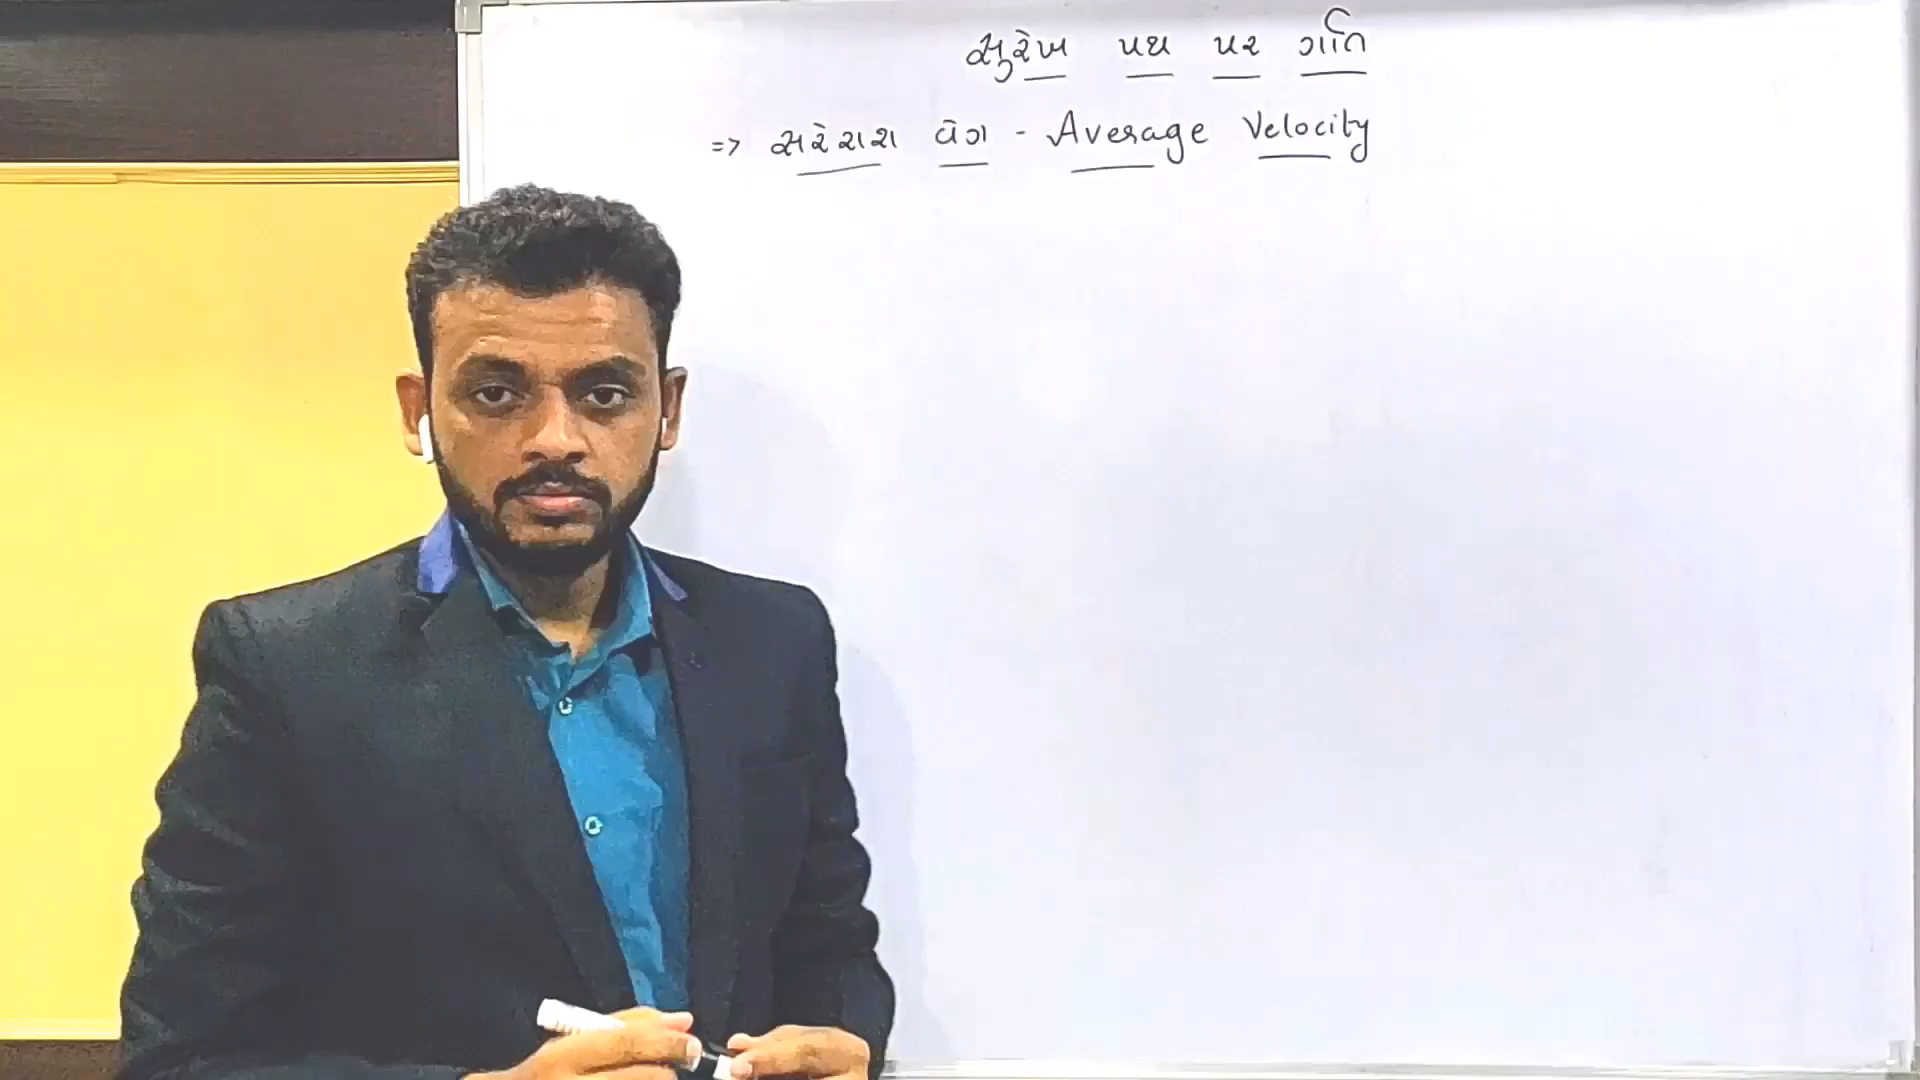 સુરેખ પથ પર ગતિ
=> સરેરાશ વેગ - Average Velocity